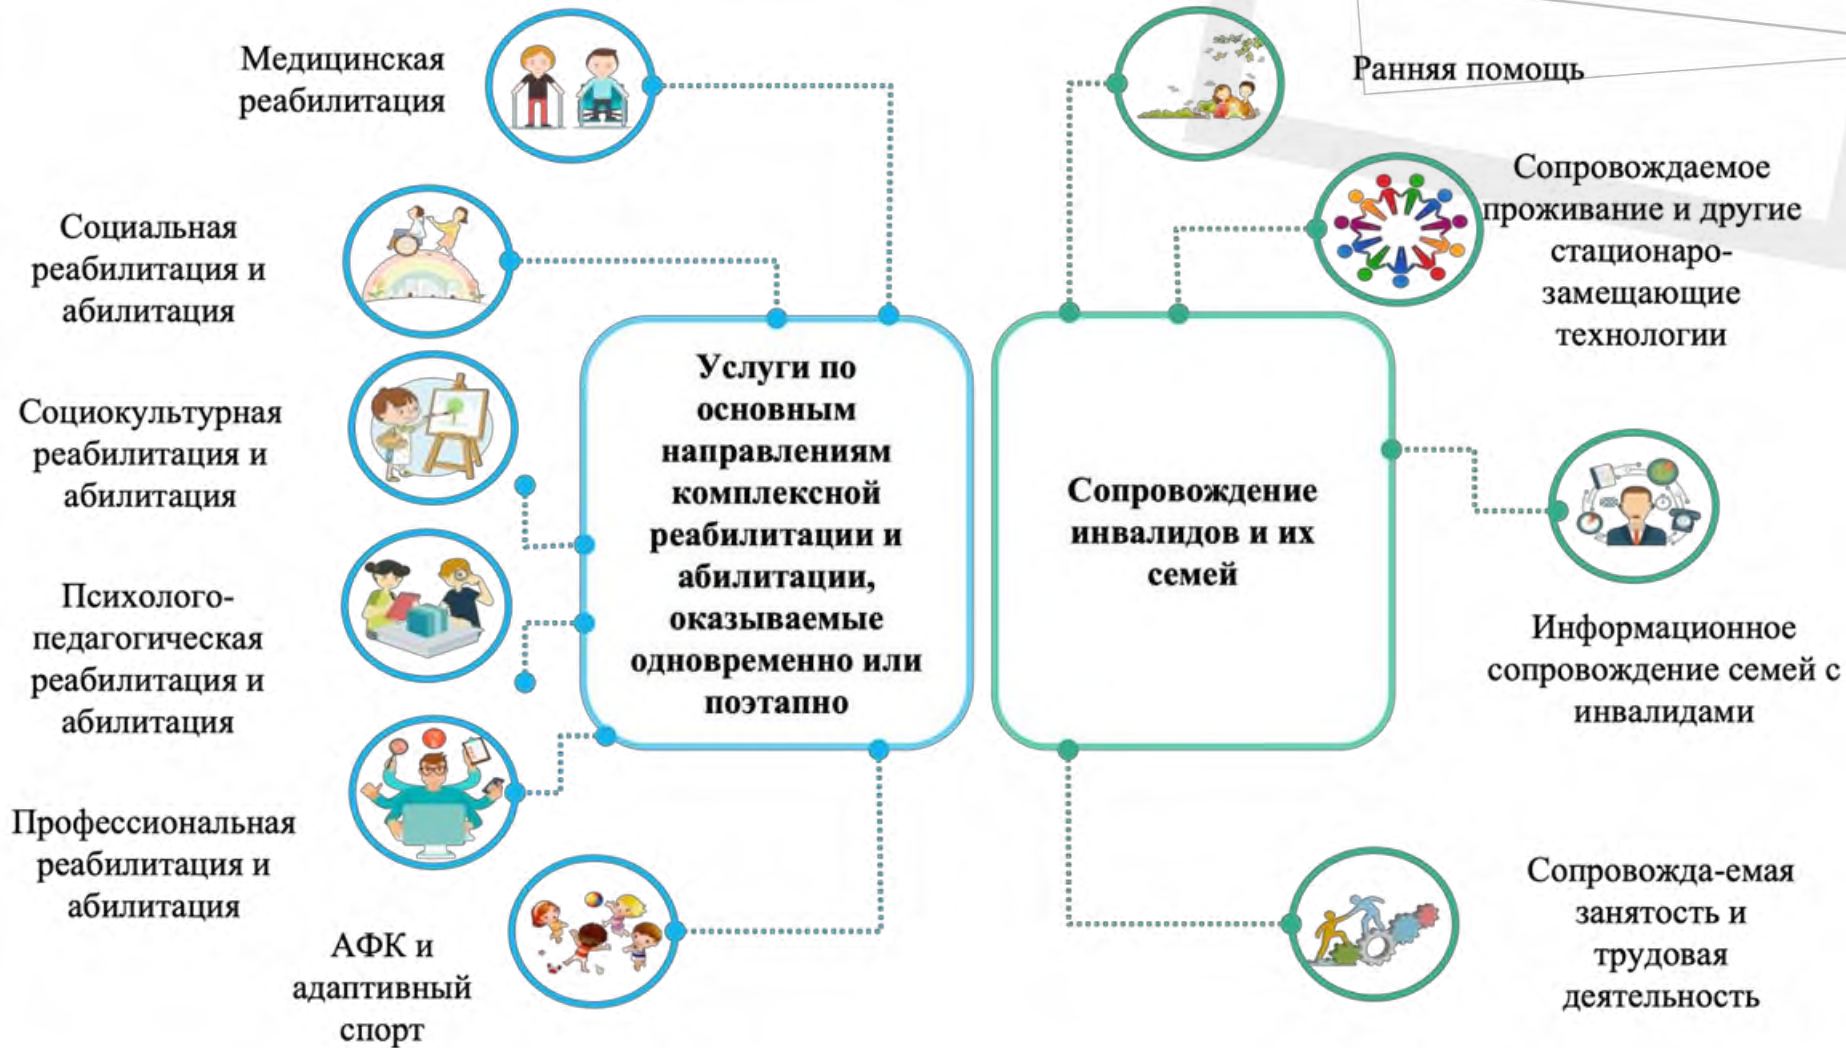 Медицинская
реабилитация
Социальная
реабилитация и
абилитация
Социокультурная
реабилитация и
абилитация
Психолого-
педагогическая
реабилитация и
абилитация
Профессиональная
реабилитация и
абилитация
АФК и
адаптивный
спорт
Услуги по
основным
направлениям
комплексной
реабилитации и
абилитации,
оказываемые
одновременно или
поэтапно
Сопровождение
инвалидов и их
семей
Ранняя помощь
Сопровождаемое
проживание и другие
стационаро-
замещающие
технологии
Информационное
сопровождение семей с
инвалидами
Сопровожда-емая
занятость и
трудовая
деятельность